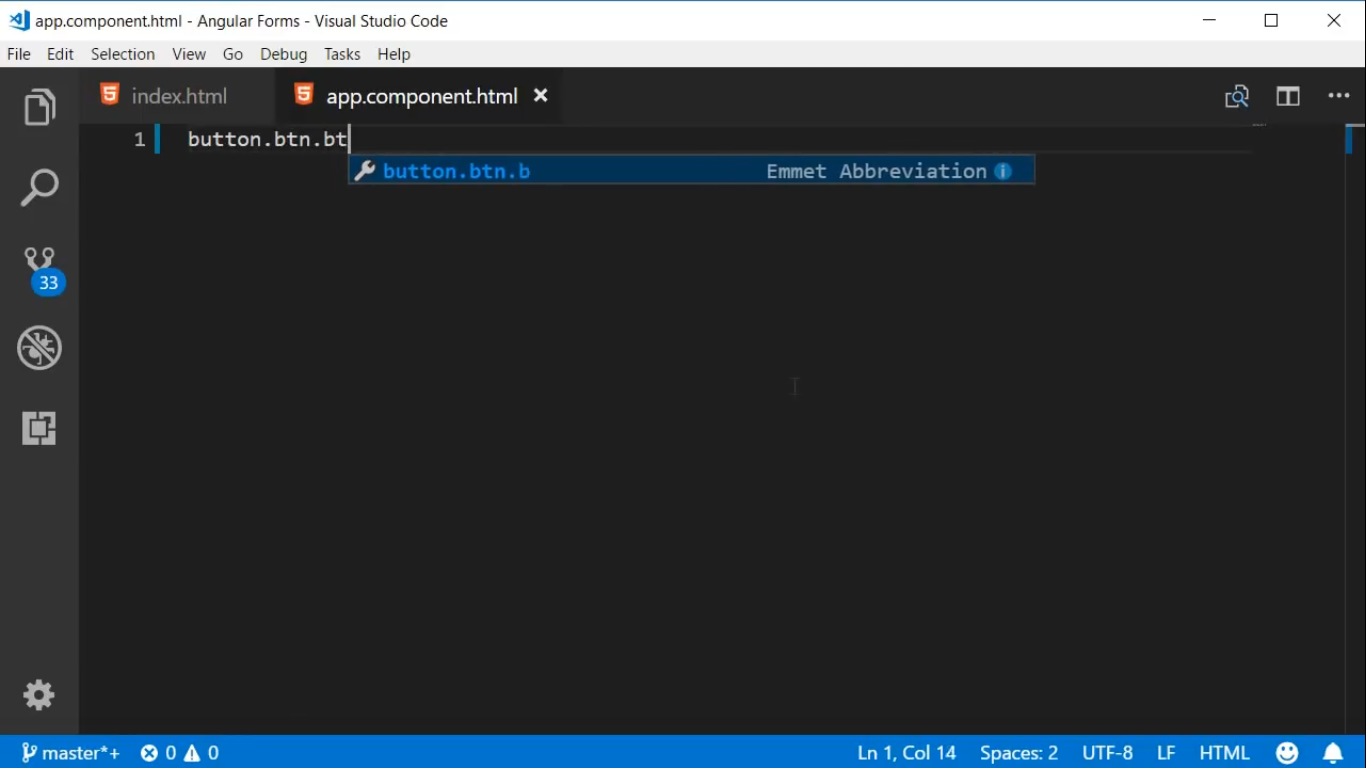 app.component.html - Angular Forms - Visual Studio Code
File Edit Selection View Go Debug Tasks Help
index.html app.component.html
1 button.btn.bt
button.btn.b Emmet Abbreviation
33
master*+ 0 0 Ln 1, Col 14 Spaces: 2 UTF-8 LF HTML